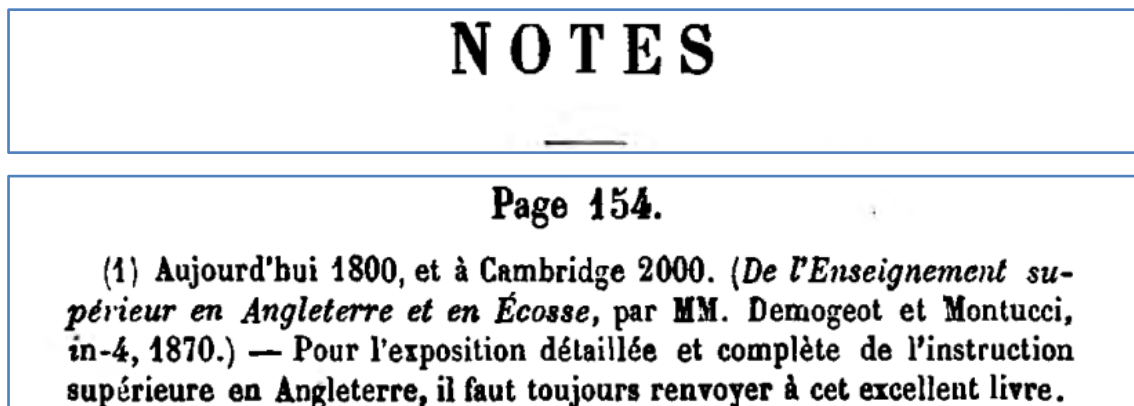 NOTES
Page 154.
(1) Aujourd'hui 1800, et à Cambridge 2000. (De l'Enseignement su-
périeur en Angleterre et en Écosse, par MM. Demogeot et Montucci,
in-4, 1870.) — Pour l'exposition détaillée et complète de l'instruction
supérieure en Angleterre, il faut toujours renvoyer à cet excellent livre.